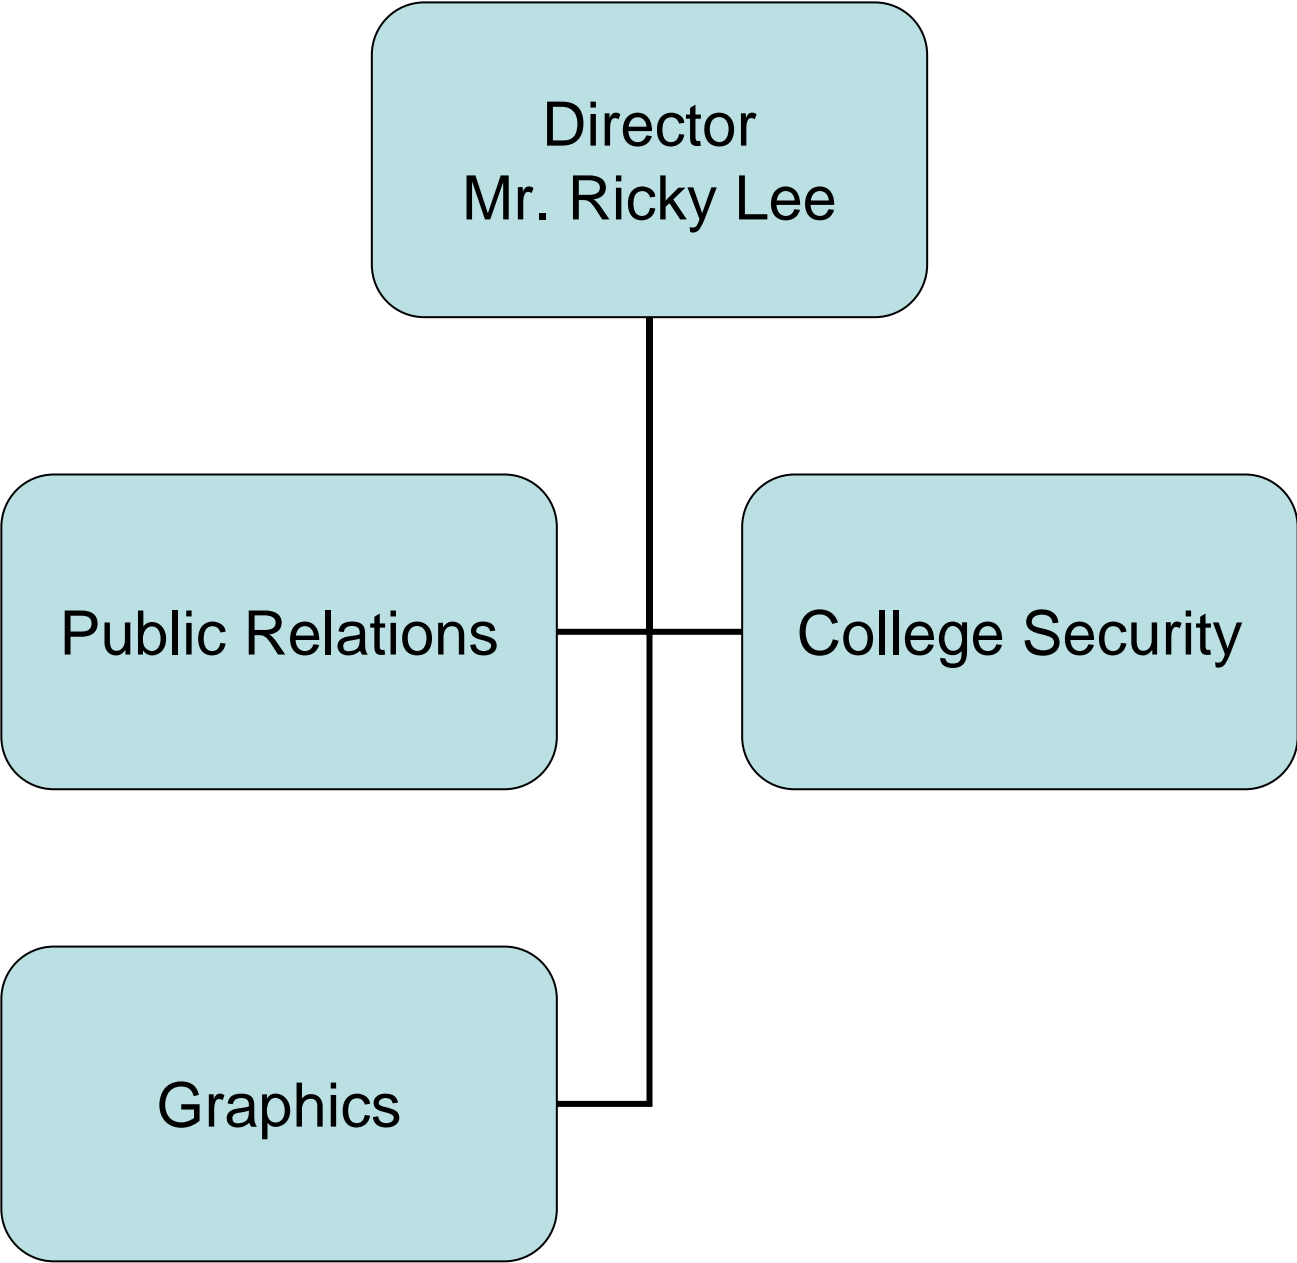 Director
Mr. Ricky Lee
Public Relations
College Security
Graphics